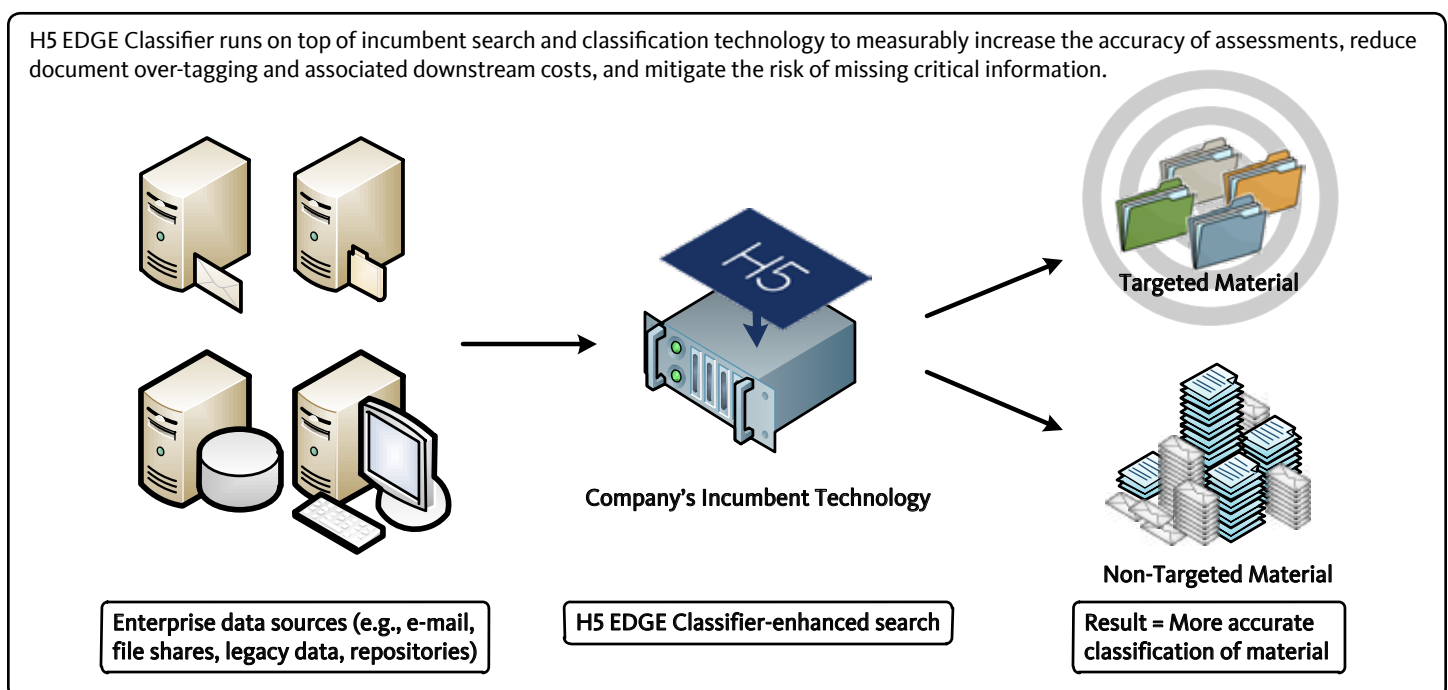 H5 EDGE Classifier runs on top of incumbent search and classification technology to measurably increase the accuracy of assessments, reduce
document over-tagging and associated downstream costs, and mitigate the risk of missing critical information.
H5
Targeted Material
Company's Incumbent Technology
Non-Targeted Material
Enterprise data sources (e.g., e-mail,
file shares, legacy data, repositories)
H5 EDGE Classifier-enhanced search
Result = More accurate
classification of material